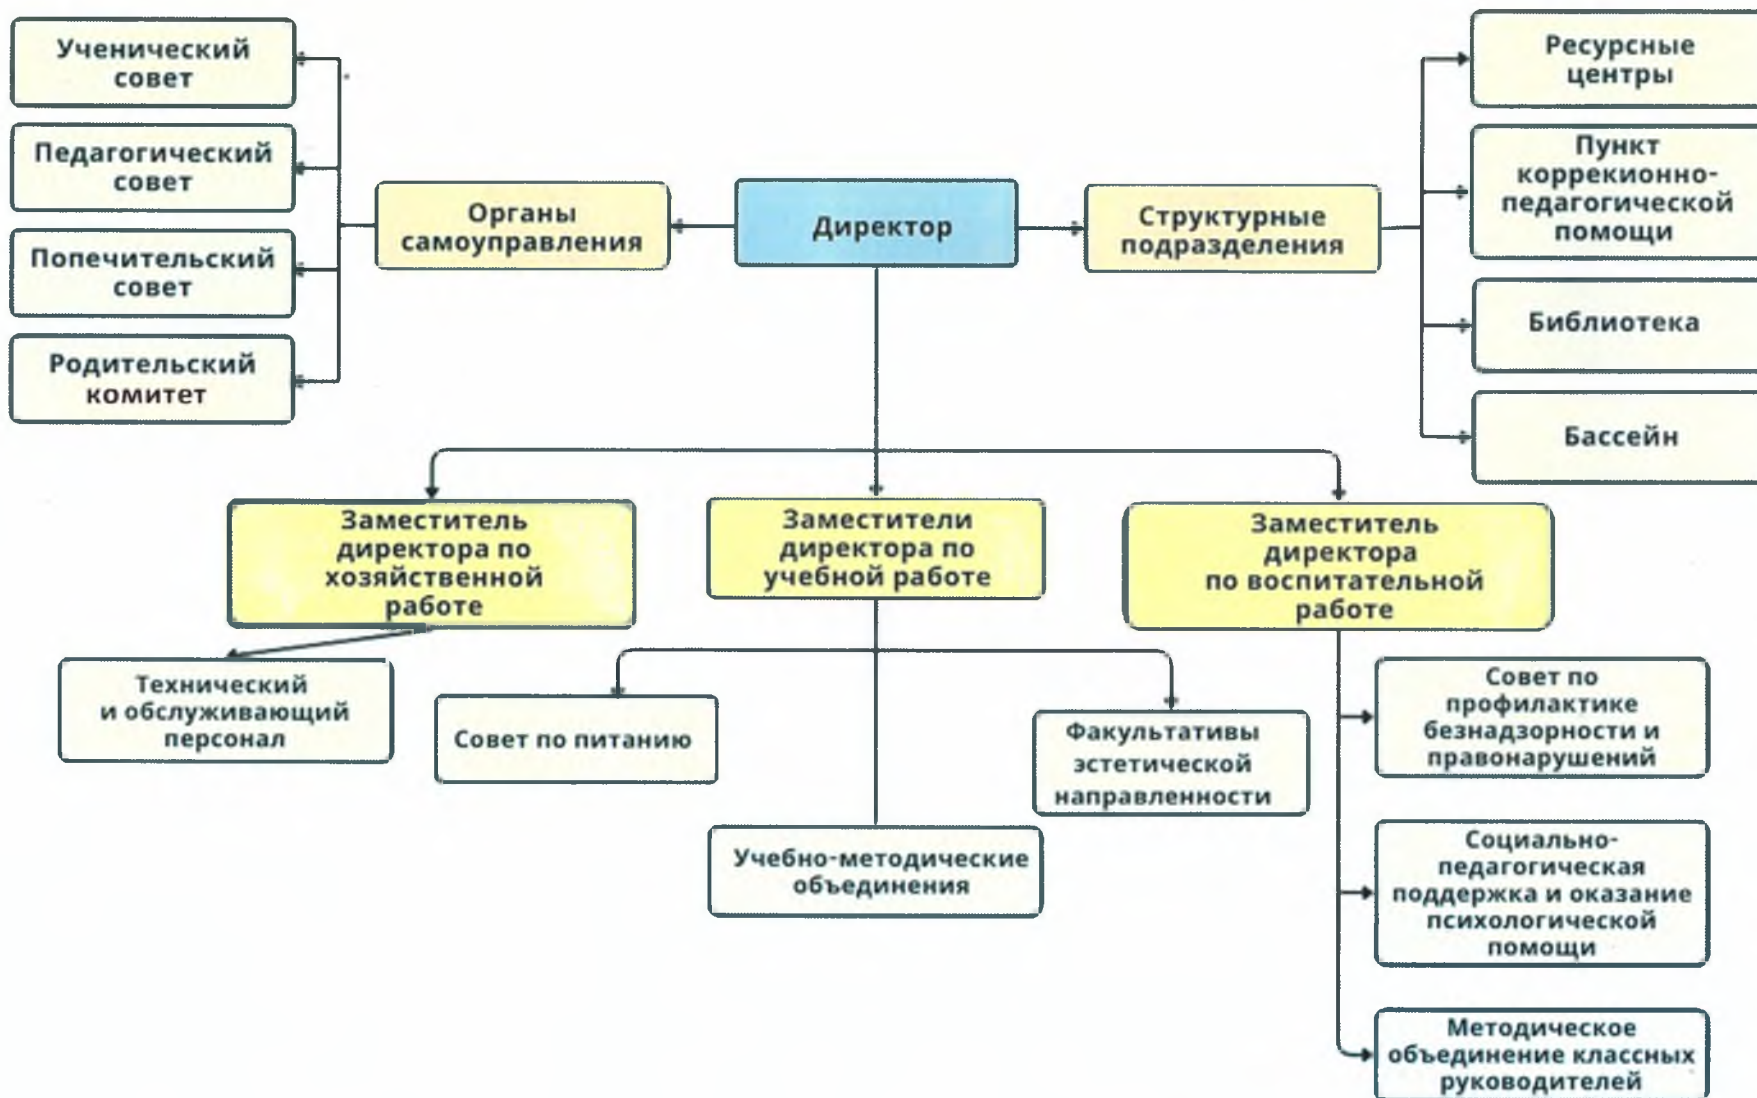 Ученический
совет
Педагогический
совет
Попечительский
совет
Родительский
комитет
Органы
самоуправления
Директор
Структурные
подразделения
Ресурсные
центры
Пункт
коррекионно-
педагогической
помощи
Библиотека
Бассейн
Заместитель
директора по
хозяйственной
работе
Заместители
директора по
учебной работе
Заместитель
директора
по воспитательной
работе
Технический
и обслуживающий
персонал
Совет по питанию
Учебно-методические
объединения
Факультативы
эстетической
направленности
Совет по
профилактике
безнадзорности и
правонарушений
Социально-
педагогическая
поддержка и оказание
психологической
помощи
Методическое
объединение классных
руководителей